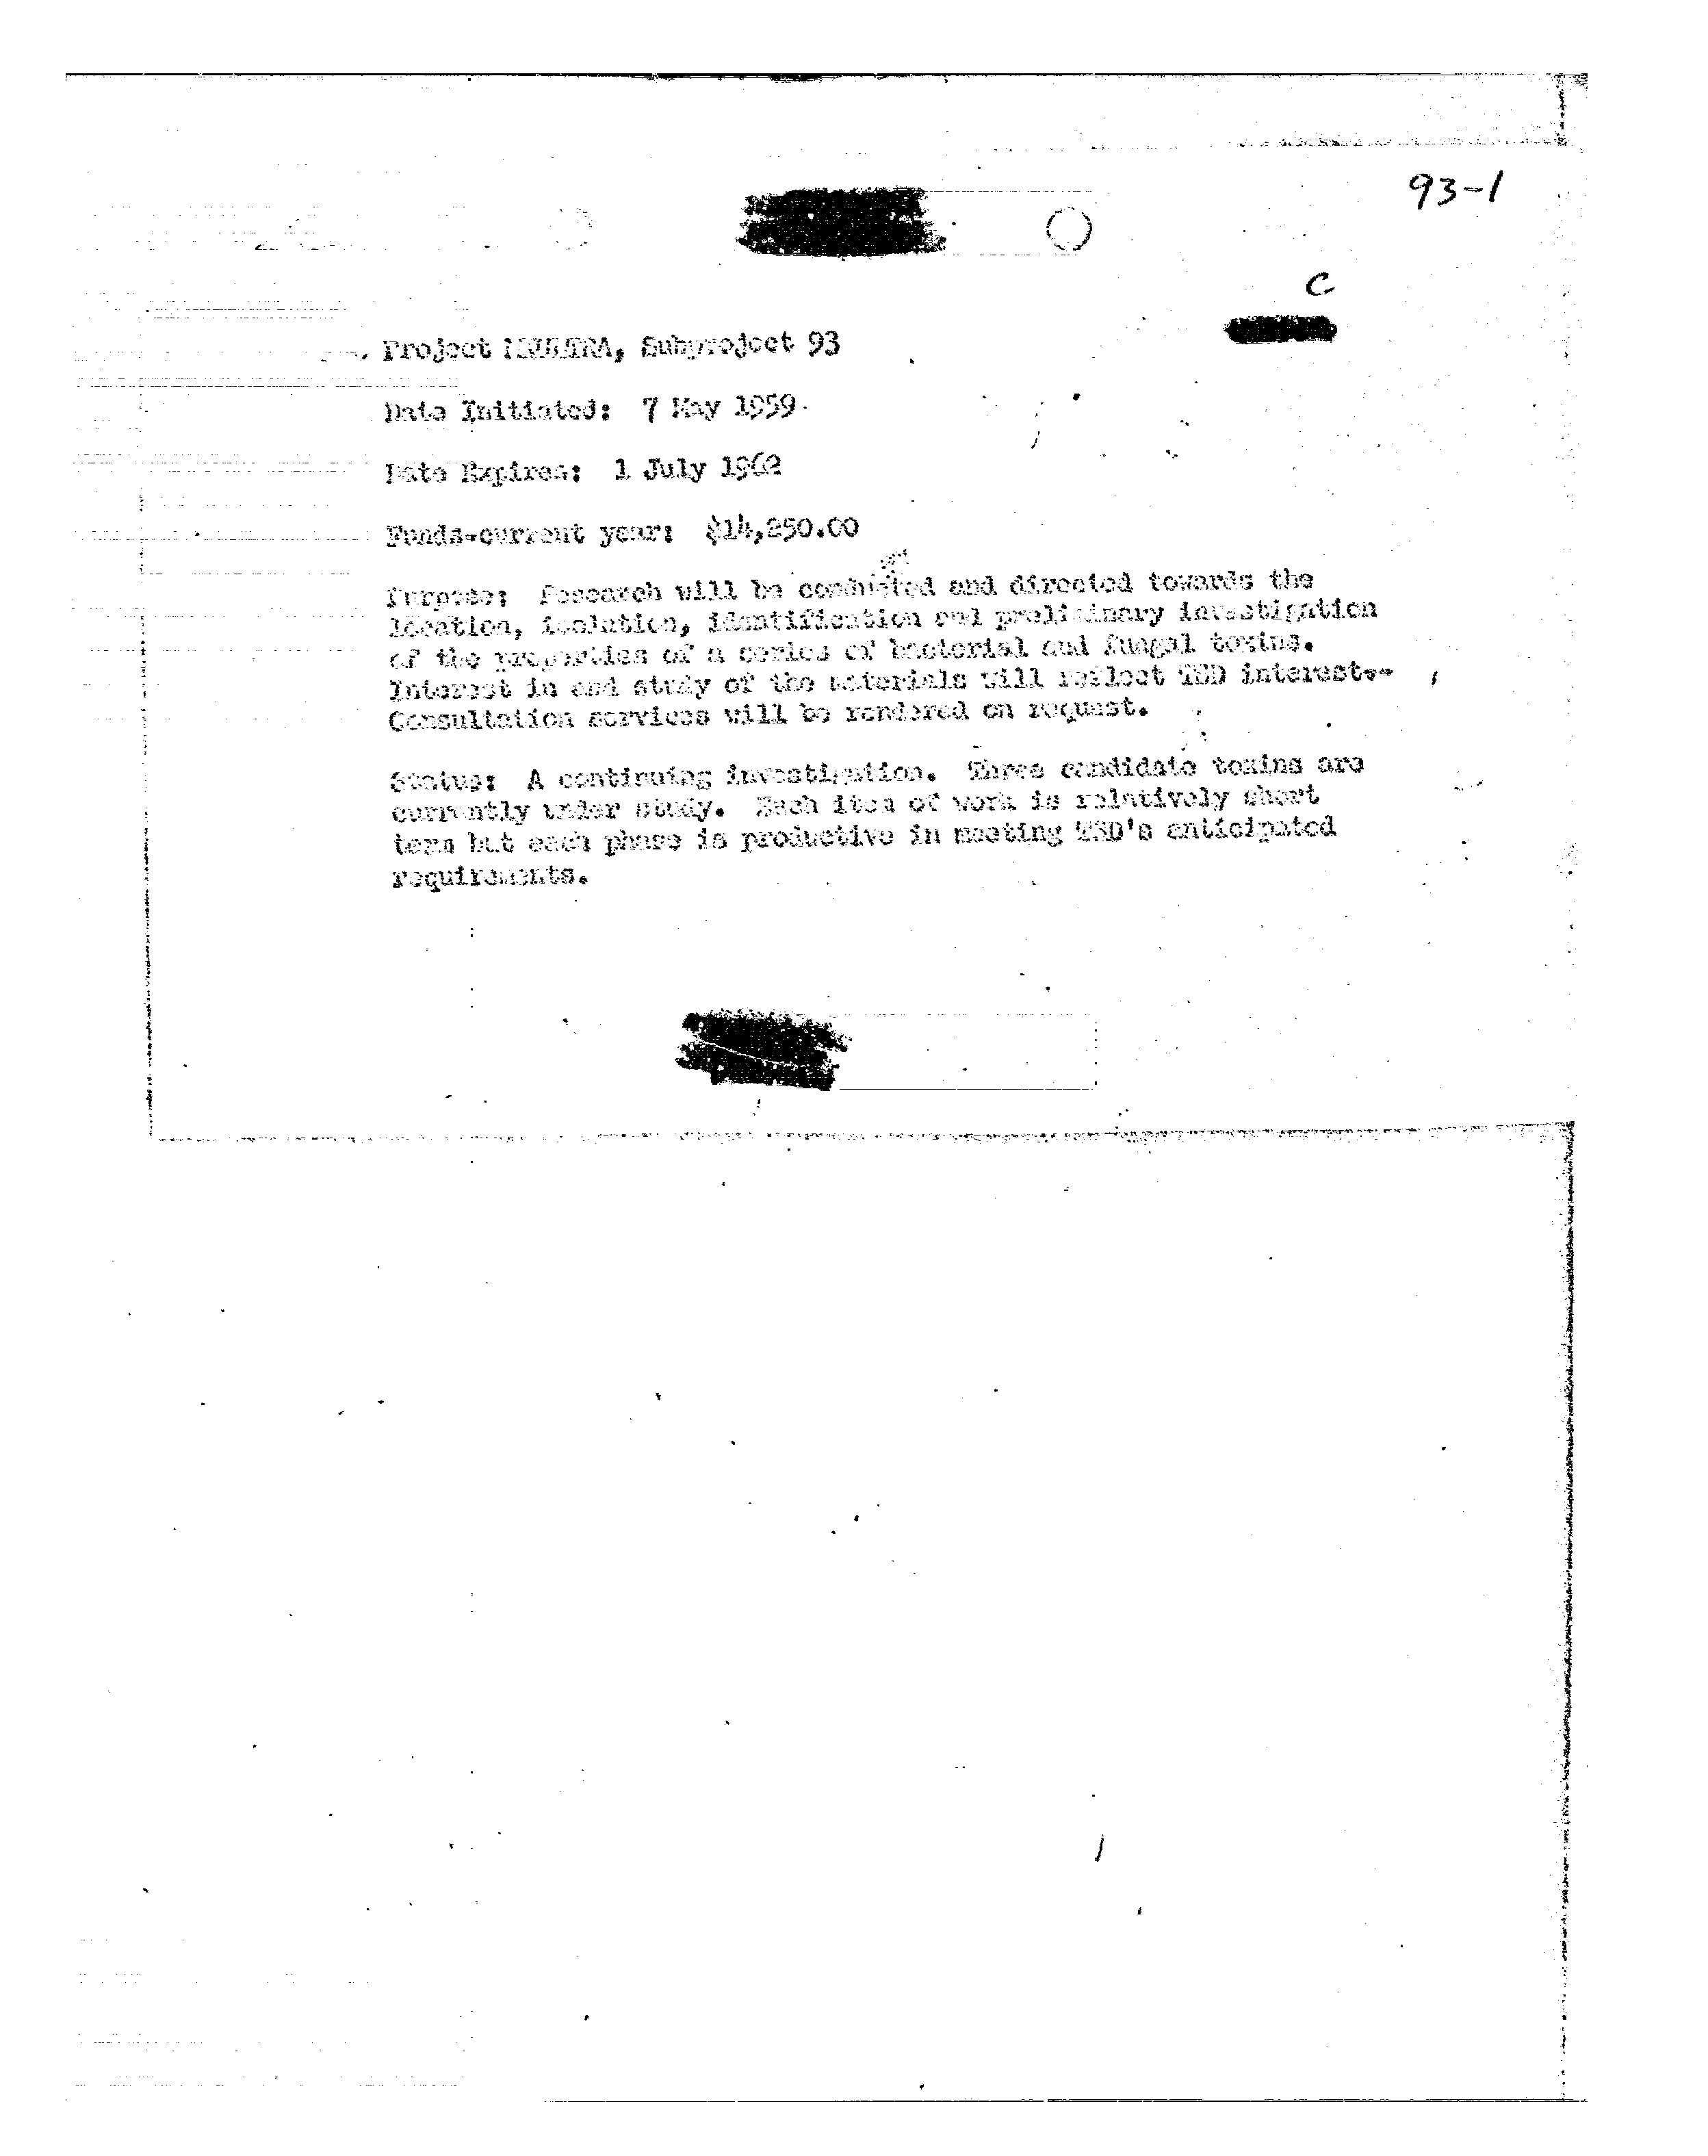 93-1
C
Project MKULTRA, Subproject 93
Date Initiated: 7 May 1959
Date Expires: 1 July 1962
Funds-current year: $14,250.00
Purpose: Research will be conducted and directed towards the
location, isolation, identification and preliminary investigation
of the properties of a series of bacterial and fungal toxins.
Interest in and study of the materials will reflect TSD interests--
Consultation services will be rendered on request.
Status: A continuing investigation. Three candidate toxins are
currently under study. Each item of work is relatively short
term but each phase is productive in meeting TSD's anticipated
requirements.